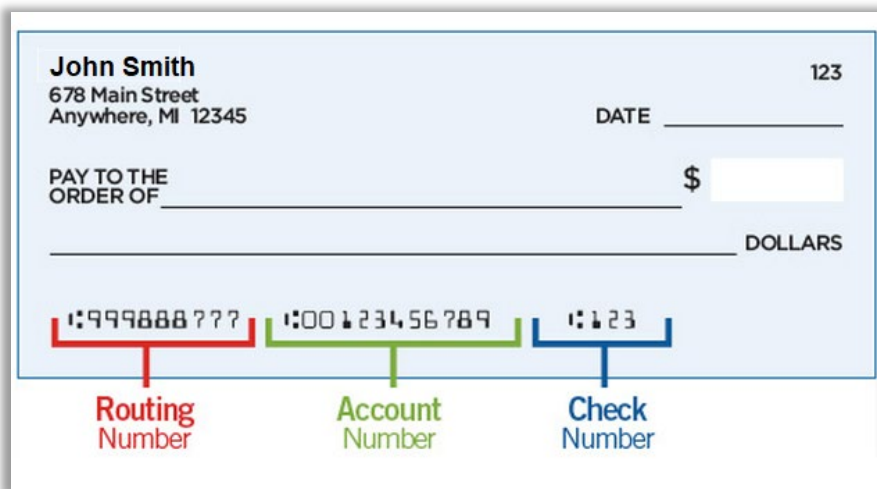 John Smith
123
678 Main Street
Anywhere, MI 12345
DATE
PAY TO THE
ORDER OF
$
DOLLARS
⑆999888777 ⑆00123456789 ⑆123
Routing
Number
Account
Number
Check
Number